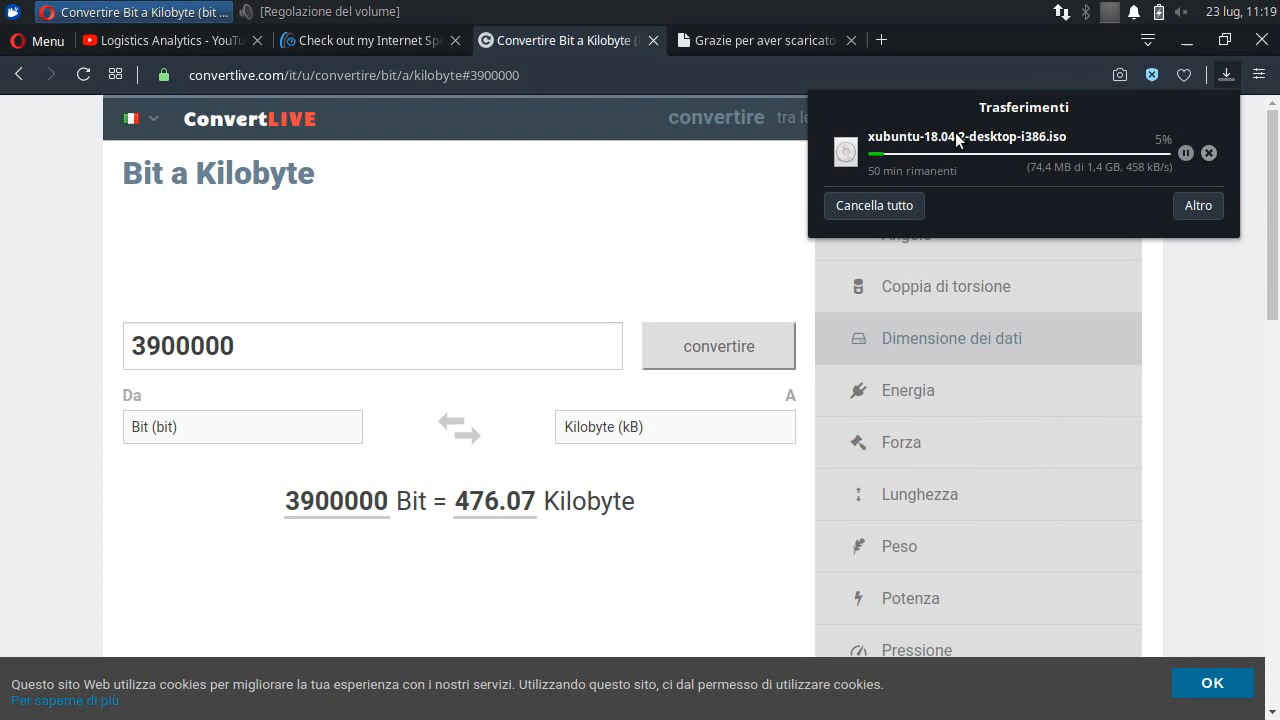 Convertire Bit a Kilobyte (bit ...
[Regolazione del volume]
23 lug, 11:19
Menu
Logistics Analytics - YouTu
Check out my Internet Spe
Convertire Bit a Kilobyte (
Grazie per aver scaricato
convertlive.com/it/u/convertire/bit/a/kilobyte#3900000
ConvertLIVE
convertire tra le
Trasferimenti
xubuntu-18.04.2-desktop-i386.iso
5%
50 min rimanenti
(74,4 MB di 1,4 GB, 458 kB/s)
Cancella tutto
Altro
Bit a Kilobyte
Angolo
Coppia di torsione
Dimensione dei dati
Energia
Forza
Lunghezza
Peso
Potenza
Pressione
3900000
convertire
Da
A
Bit (bit)
Kilobyte (kB)
3900000 Bit = 476.07 Kilobyte
Questo sito Web utilizza cookies per migliorare la tua esperienza con i nostri servizi. Utilizzando questo sito, ci dal permesso di utilizzare cookies.
Per saperne di più
OK